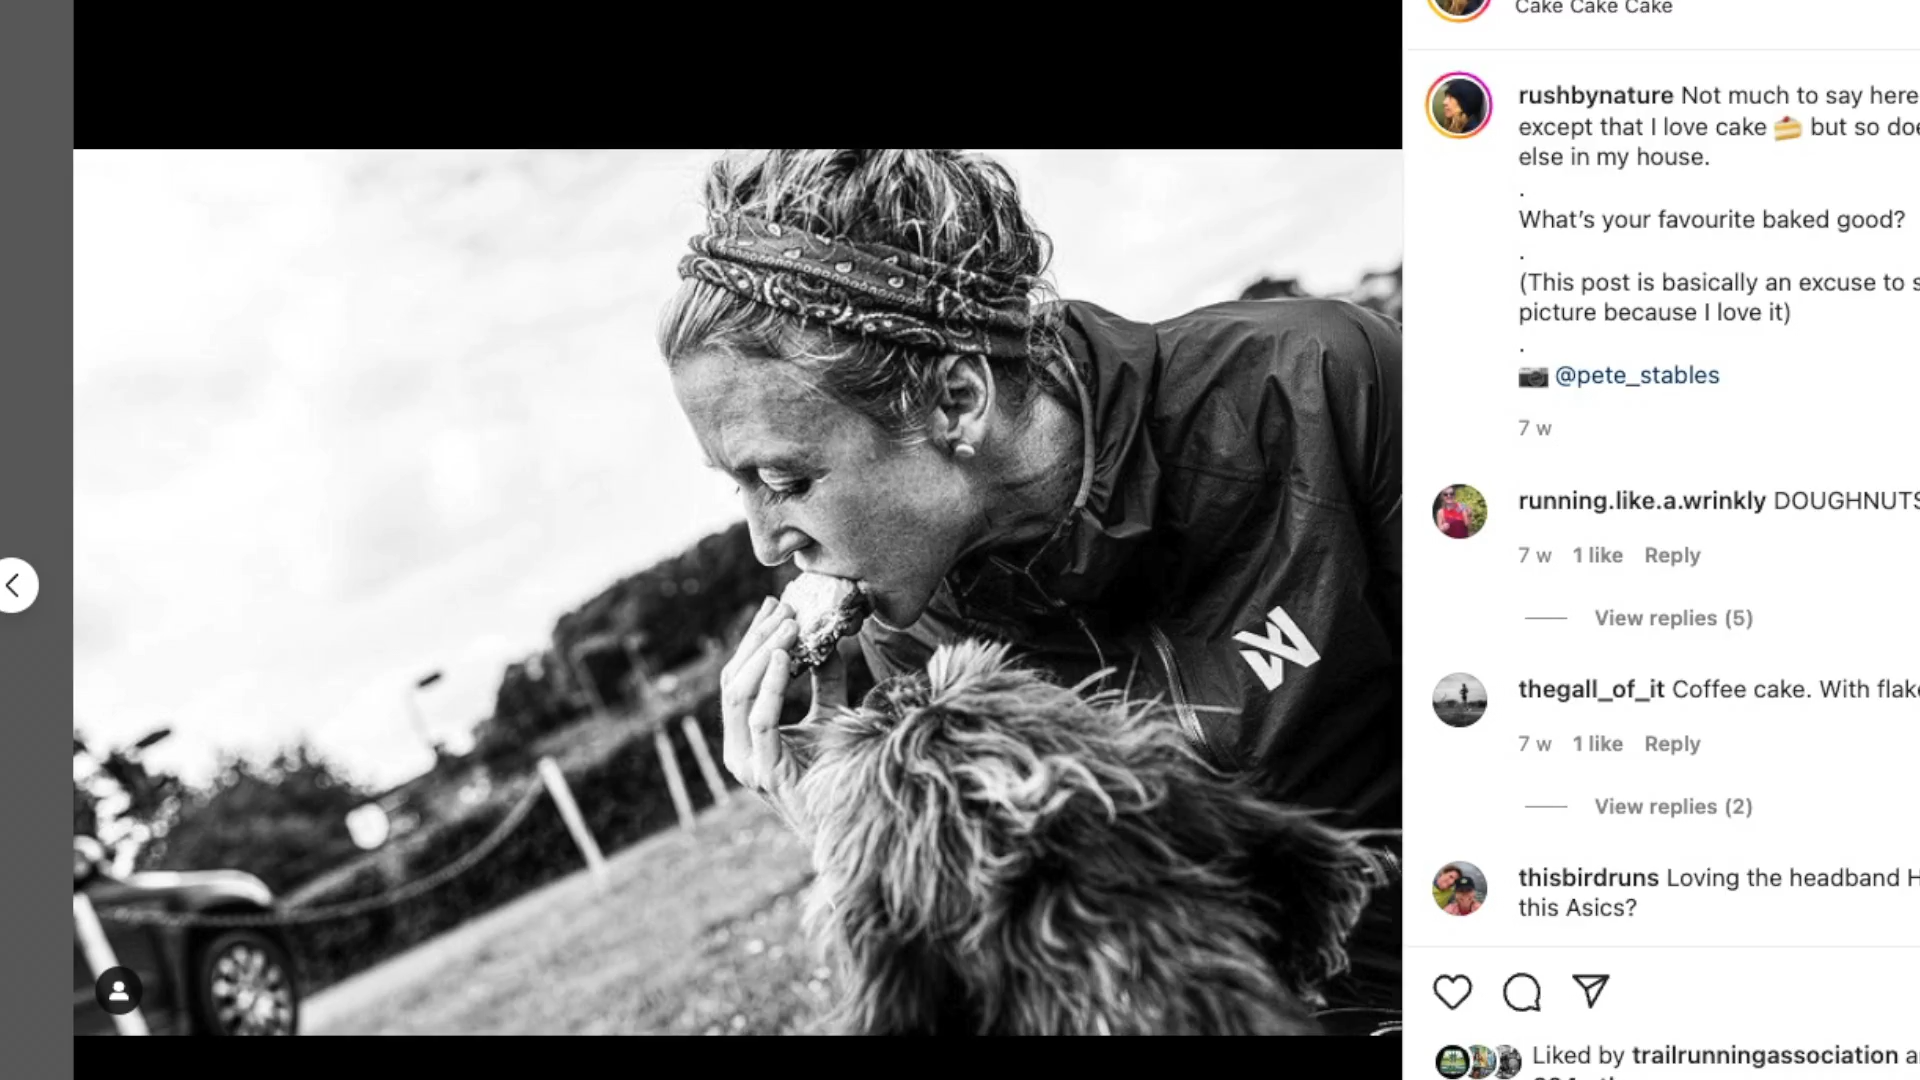 Cake Cake Cake
rushbynature Not much to say here
except that I love cake 🍰 but so
else in my house.
.
What's your favourite baked good?
.
(This post is basically an excuse to
picture because I love it)
.
📷 @pete_stables
7 w
running.like.a.wrinkly DOUGHNUTS
7 w 1 like Reply
View replies (5)
thegall_of_it Coffee cake. With
7 w 1 like Reply
View replies (2)
thisbirdruns Loving the headband
this Asics?
Liked by trailrunningassociation